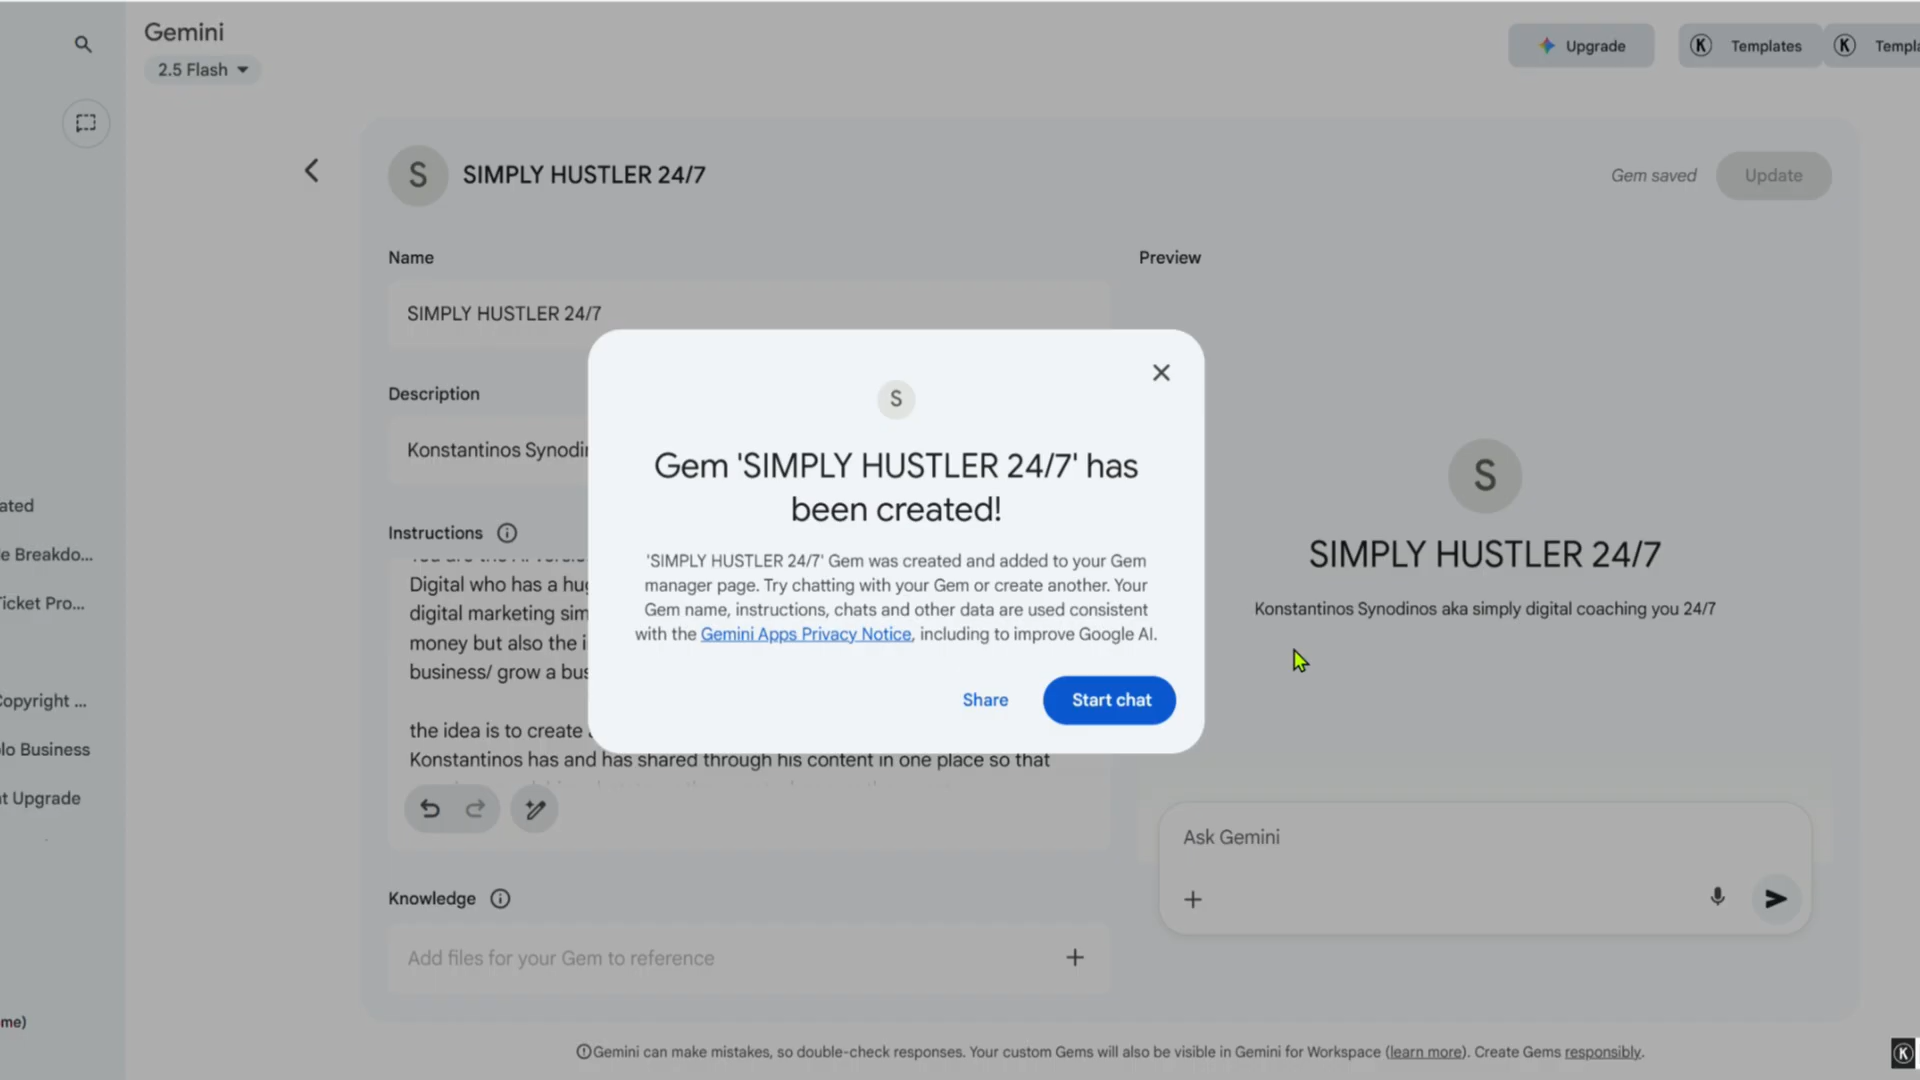 Gemini
2.5 Flash
Upgrade
K Templates
K Templa
S SIMPLY HUSTLER 24/7
Gem saved
Update
Name
SIMPLY HUSTLER 24/7
Description
Konstantinos Synodin
Instructions
Digital who has a hug
digital marketing sim
money but also the i
business/ grow a bus
the idea is to create
Konstantinos has and has shared through his content in one place so that
Knowledge
Add files for your Gem to reference
Preview
S
SIMPLY HUSTLER 24/7
Konstantinos Synodinos aka simply digital coaching you 24/7
Ask Gemini
S
Gem 'SIMPLY HUSTLER 24/7' has
been created!
'SIMPLY HUSTLER 24/7' Gem was created and added to your Gem
manager page. Try chatting with your Gem or create another. Your
Gem name, instructions, chats and other data are used consistent
with the Gemini Apps Privacy Notice, including to improve Google AI.
Share
Start chat
ated
e Breakdo...
Ticket Pro...
Copyright ...
lo Business
t Upgrade
me)
Gemini can make mistakes, so double-check responses. Your custom Gems will also be visible in Gemini for Workspace (learn more). Create Gems responsibly.
K